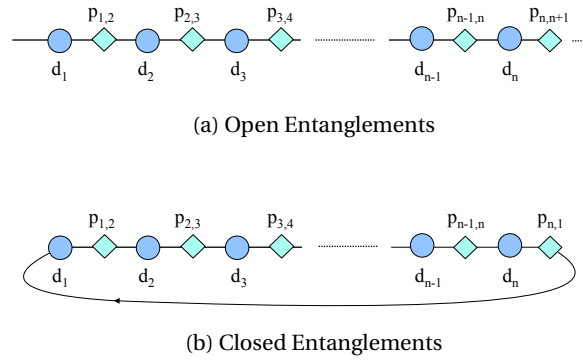 p1,2 p2,3 p3,4 pn-1,n pn,n+1
d1 d2 d3 dn-1 dn
(a) Open Entanglements
p1,2 p2,3 p3,4 pn-1,n pn,1
d1 d2 d3 dn-1 dn
(b) Closed Entanglements